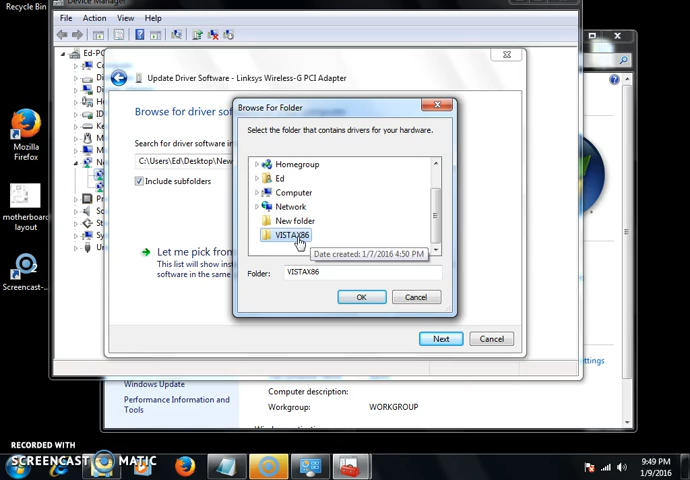 Recycle Bin
Device Manager
File Action View Help
Ed-PC
Update Driver Software - Linksys Wireless-G PCI Adapter
Browse for driver
Search for driver software in
C:\Users\Ed\Desktop\New
Include subfolders
Let me pick from
This list will show
software in the same
Browse For Folder
Select the folder that contains drivers for your hardware.
Homegroup
Ed
Computer
Network
New folder
VISTAX86
Date created: 1/7/2016 4:50 PM
Folder: VISTAX86
OK Cancel
Next Cancel
Mozilla
Firefox
motherboard
layout
Screencast-...
Windows Update
Performance Information and
Tools
Computer description:
Workgroup: WORKGROUP
ettings
RECORDED WITH
SCREENCAST MATIC
9:49 PM
1/9/2016